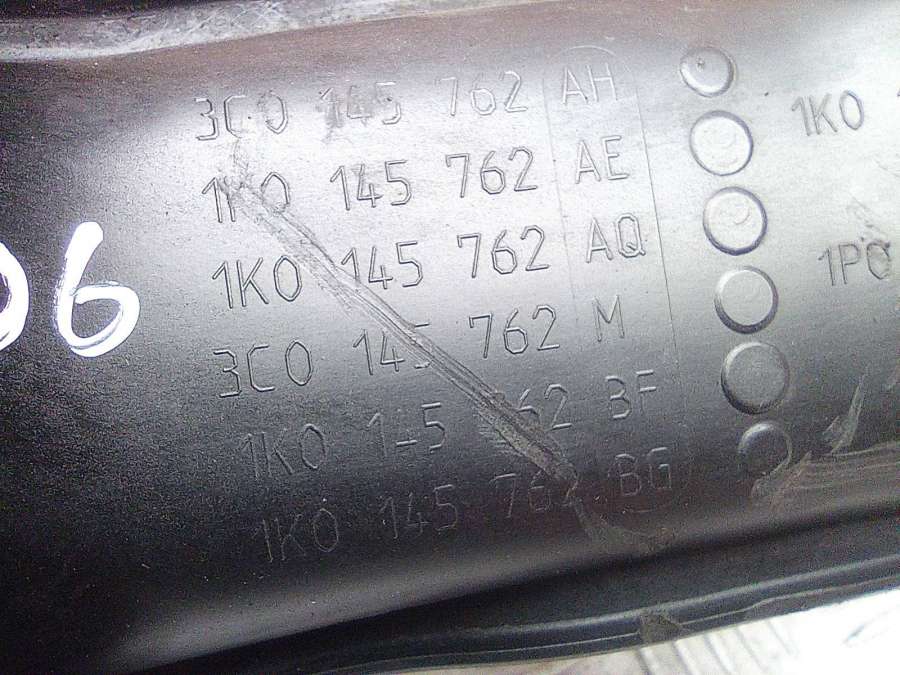 3C0 145 762 AH
1K0 145 762 AE
1K0 145 762 AQ
3C0 145 762 M
1K0 145 762 BF
1K0 145 762 BG
1K0
1P0
06